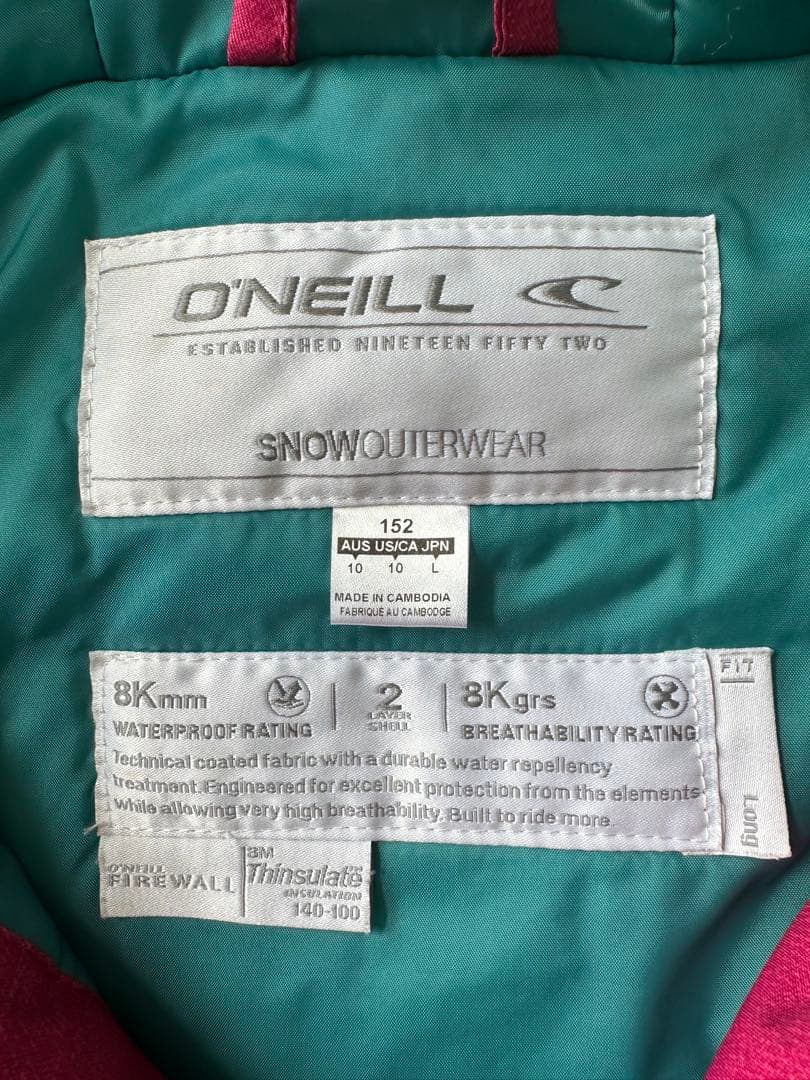 O'NEILL
ESTABLISHED NINETEEN FIFTY TWO
SNOWOUTERWEAR
152
AUS US/CA JPN
10 10 L
MADE IN CAMBODIA
FABRIQUÉ AU CAMBODGE
8Kmm
WATERPROOF RATING
2
LAYER
SHELL
8Kgrs
BREATHABILITY RATING
Technical coated fabric with a durable water repellency
treatment. Engineered for excellent protection from the elements
while allowing very high breathability. Built to ride more.
FIT
Long
O'NEILL
FIREWALL
3M
Thinsulate™
INSULATION
140-100